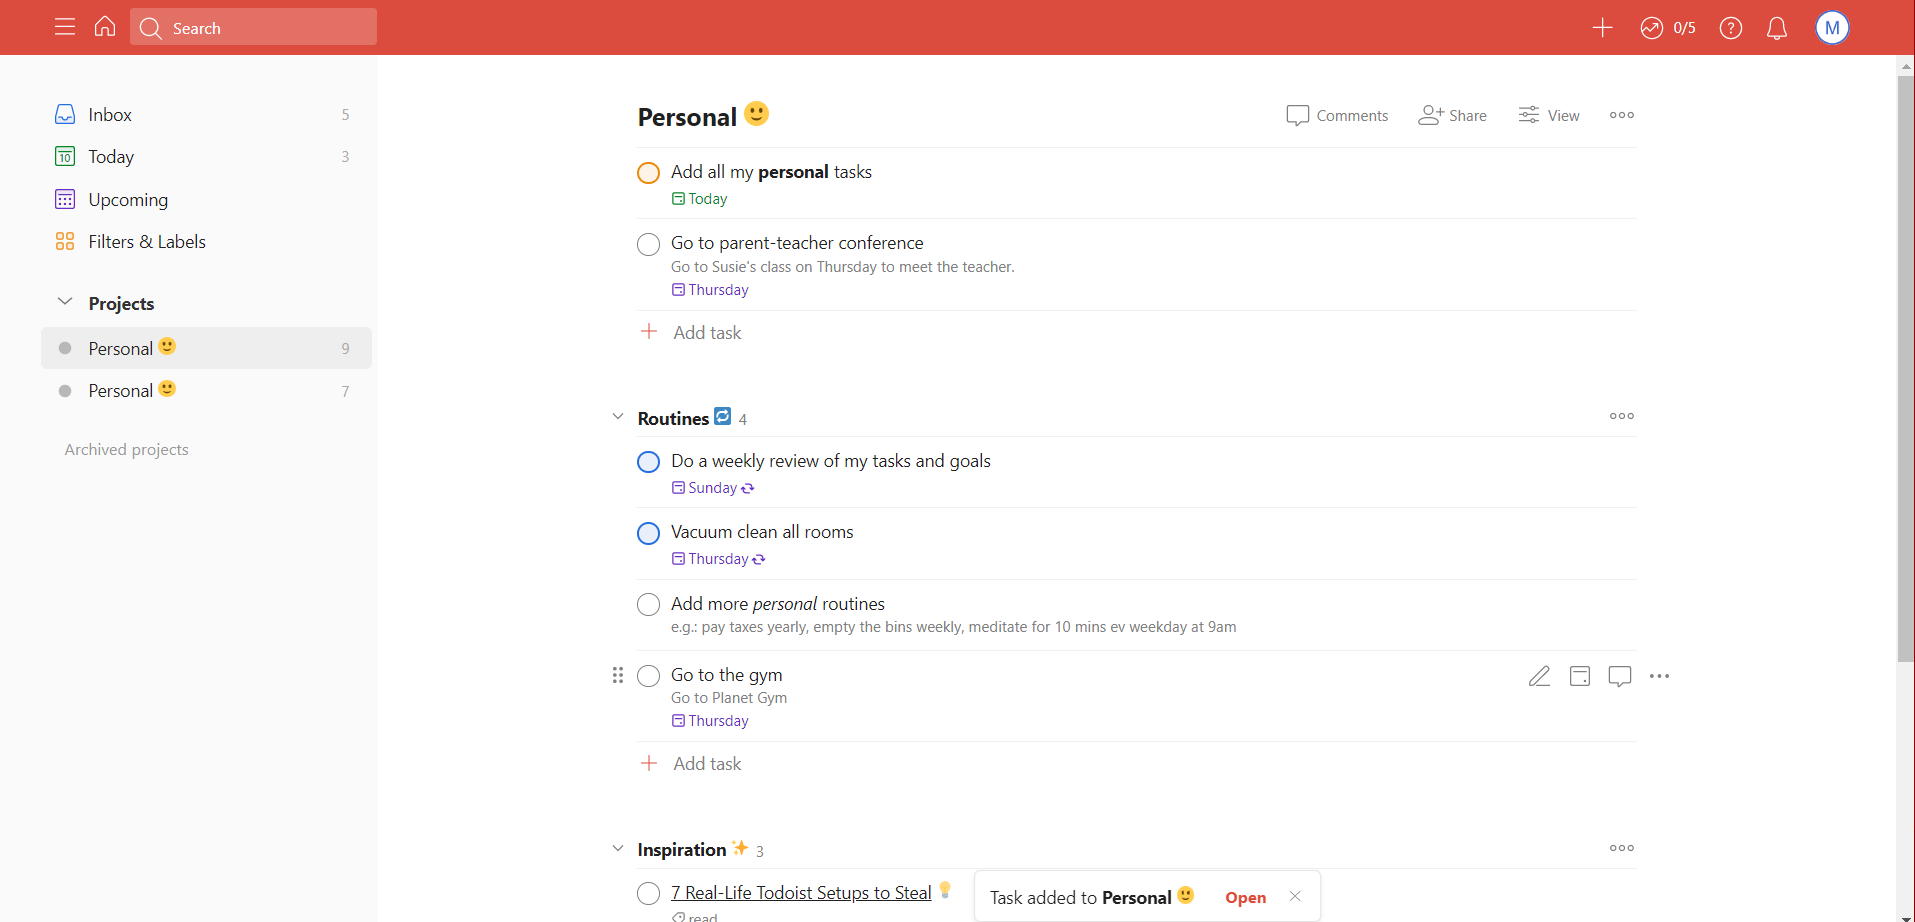 Search
0/5
M
Inbox 5
10
Today 3
Upcoming
Filters & Labels
Projects
Personal 9
Personal 7
Archived projects
Personal
Comments Share View
Add all my personal tasks
Today
Go to parent-teacher conference
Go to Susie's class on Thursday to meet the teacher.
Thursday
Add task
Routines 4
Do a weekly review of my tasks and goals
Sunday
Vacuum clean all rooms
Thursday
Add more personal routines
e.g.: pay taxes yearly, empty the bins weekly, meditate for 10 mins ev weekday at 9am
Go to the gym
Go to Planet Gym
Thursday
Add task
Inspiration 3
7 Real-Life Todoist Setups to Steal
read
Task added to Personal Open